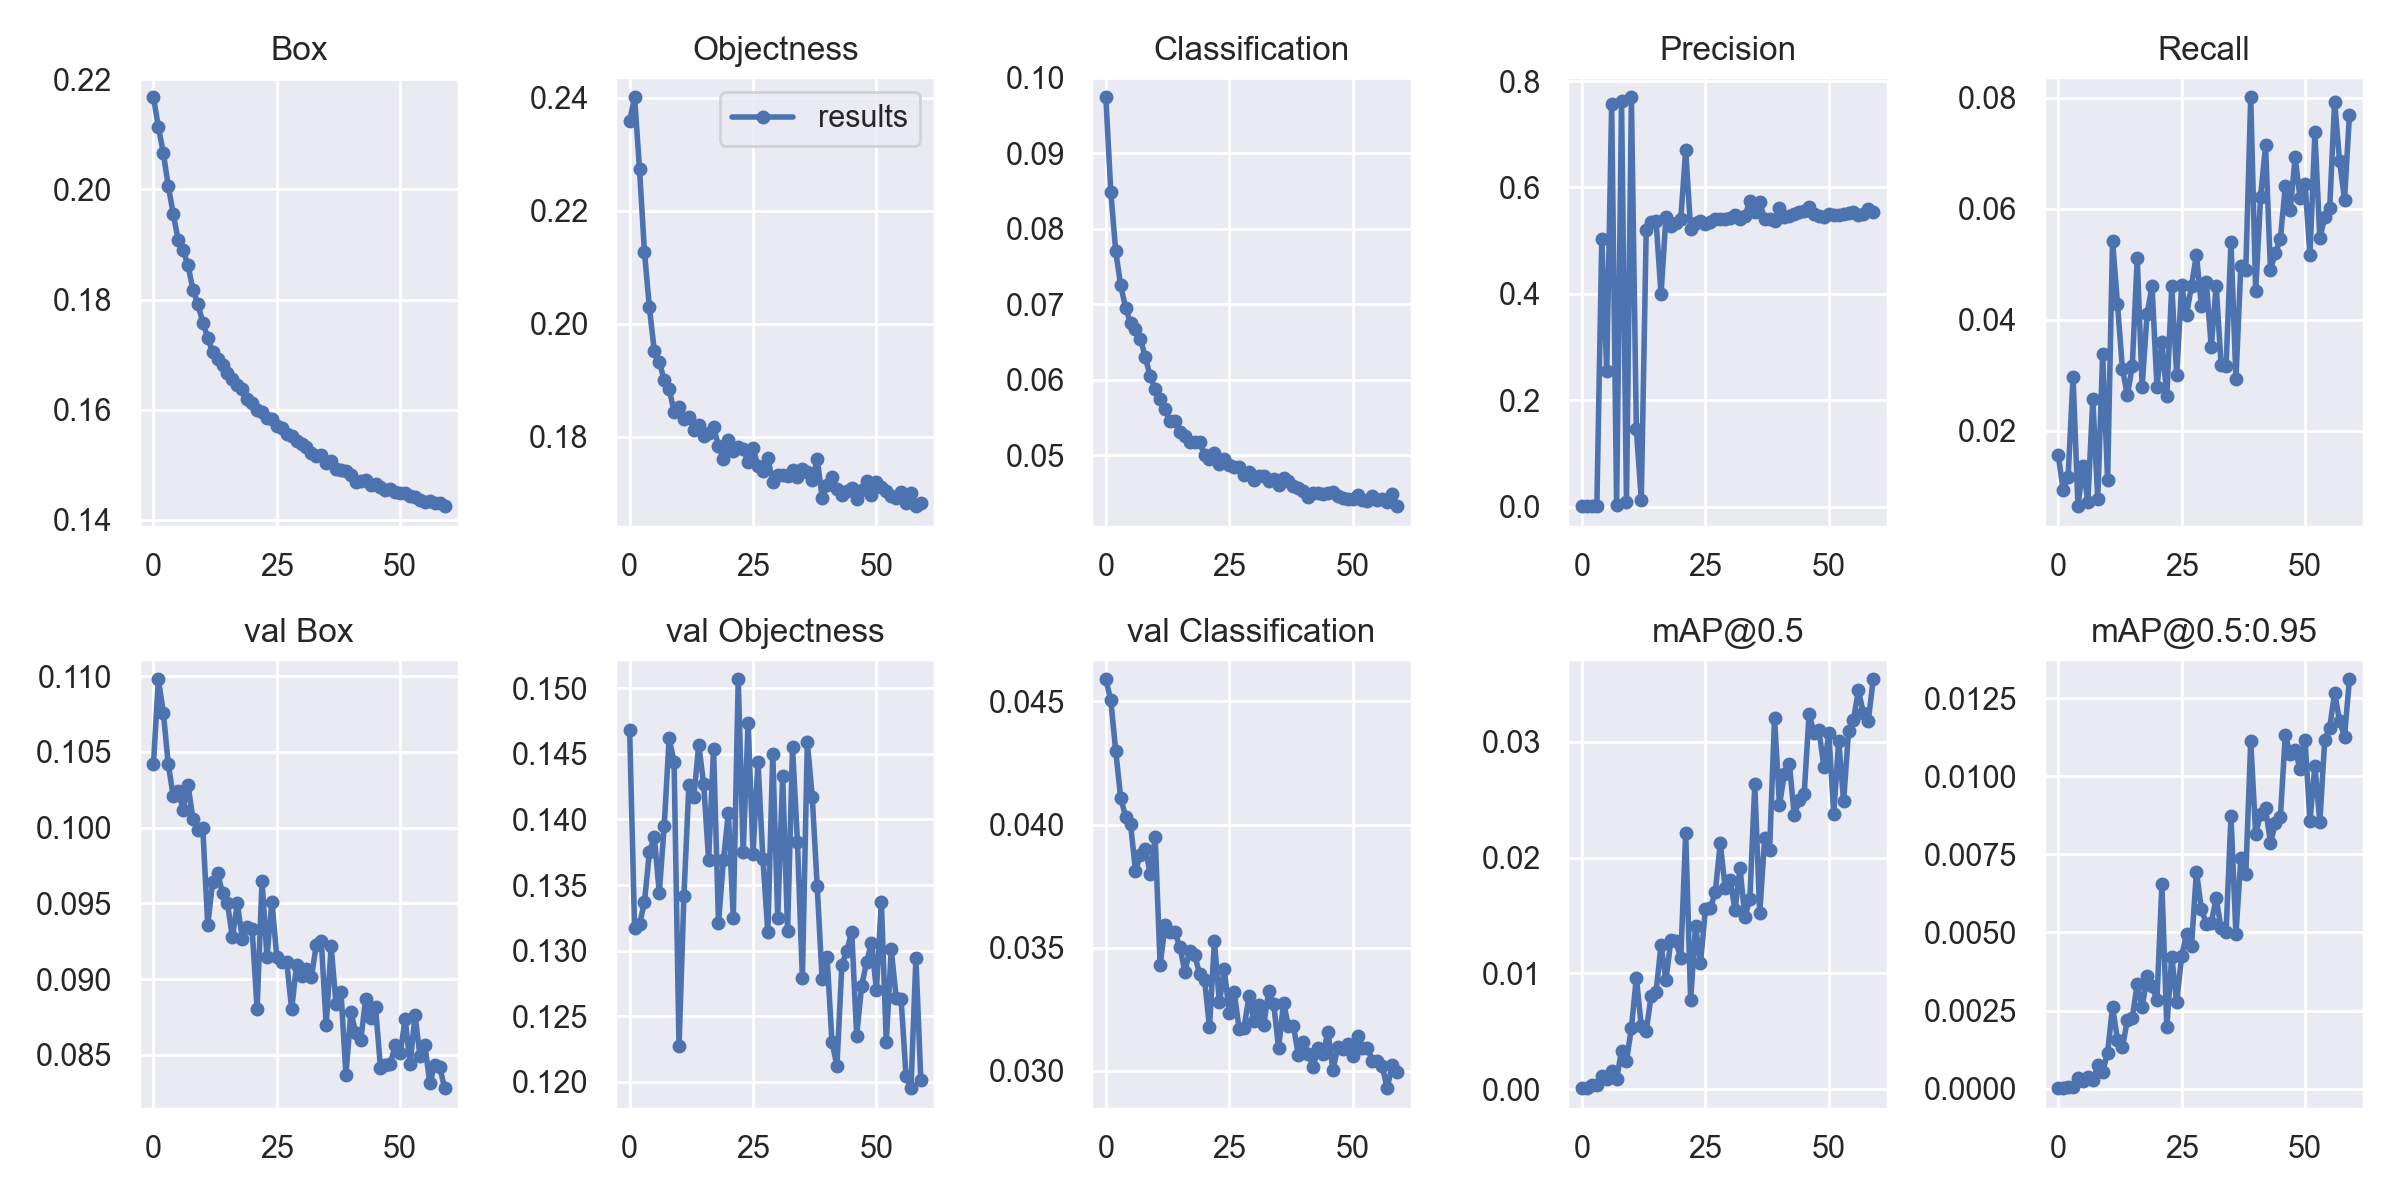 Box
0.22
0.20
0.18
0.16
0.14
0 25 50
Objectness
results
0.24
0.22
0.20
0.18
0 25 50
Classification
0.10
0.09
0.08
0.07
0.06
0.05
0 25 50
Precision
0.8
0.6
0.4
0.2
0.0
0 25 50
Recall
0.08
0.06
0.04
0.02
0 25 50
val Box
0.110
0.105
0.100
0.095
0.090
0.085
0 25 50
val Objectness
0.150
0.145
0.140
0.135
0.130
0.125
0.120
0 25 50
val Classification
0.045
0.040
0.035
0.030
0 25 50
mAP@0.5
0.03
0.02
0.01
0.00
0 25 50
mAP@0.5:0.95
0.0125
0.0100
0.0075
0.0050
0.0025
0.0000
0 25 50